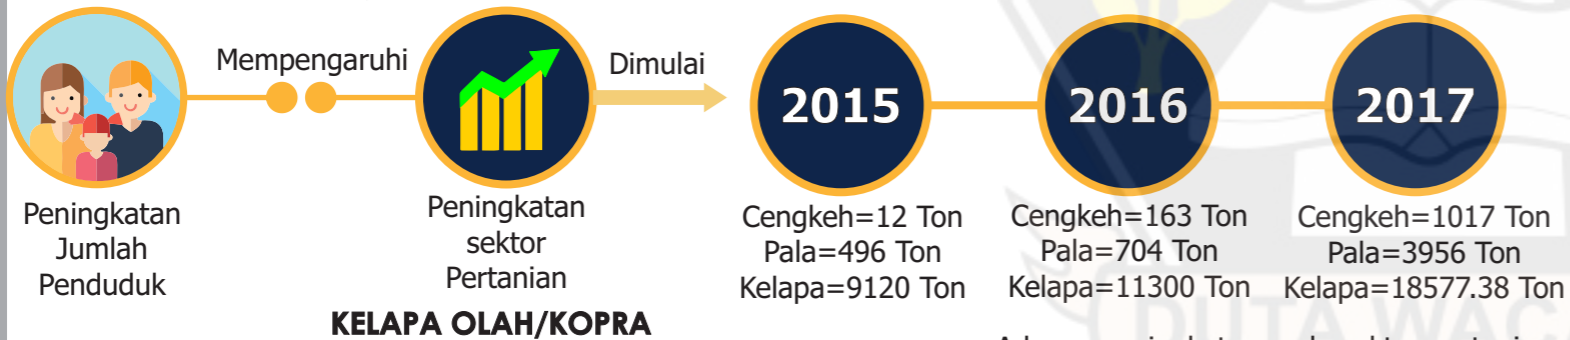 Peningkatan
Jumlah
Penduduk
Mempengaruhi
Peningkatan
sektor
Pertanian
Dimulai
2015
Cengkeh=12 Ton
Pala=496 Ton
Kelapa=9120 Ton
2016
Cengkeh=163 Ton
Pala=704 Ton
Kelapa=11300 Ton
2017
Cengkeh=1017 Ton
Pala=3956 Ton
Kelapa=18577.38 Ton
KELAPA OLAH/KOPRA
DUTA WAC